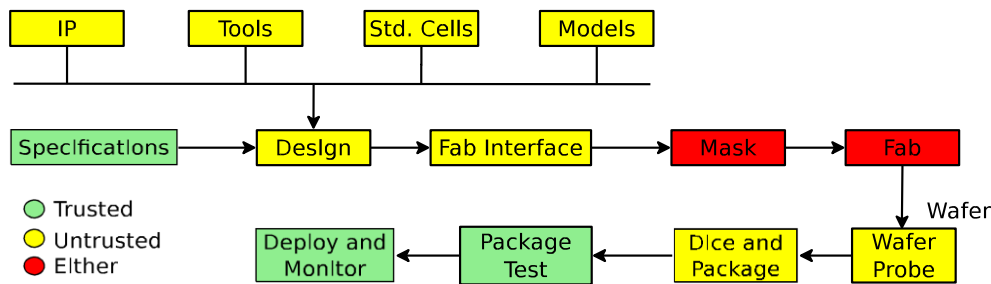 IP
Tools
Std. Cells
Models
Specifications
Design
Fab Interface
Mask
Fab
Wafer
Trusted
Untrusted
Either
Deploy and
Monitor
Package
Test
Dice and
Package
Wafer
Probe